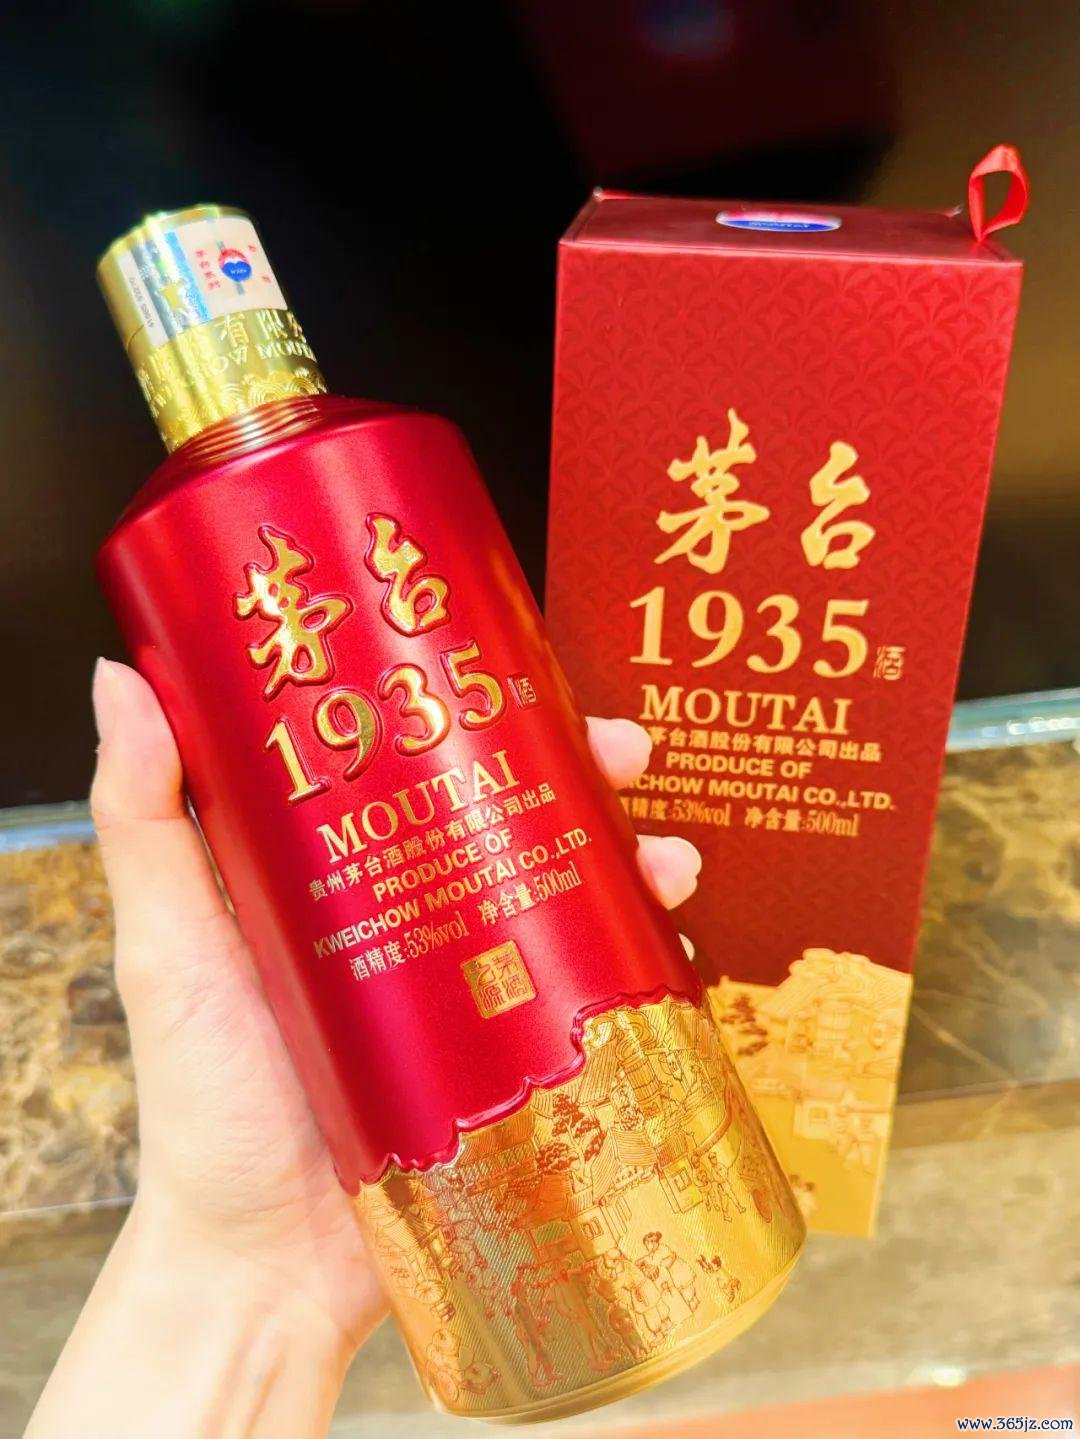 茅台
1935酒
MOUTAI
贵州茅台酒股份有限公司出品
PRODUCE OF
KWEICHOW MOUTAI CO.,LTD.
酒精度:53%vol 净含量:500ml
茅台
1935酒
MOUTAI
茅台酒股份有限公司出品
PRODUCE OF
CHOW MOUTAI CO.,LTD.
酒精度:53%vol 净含量:500ml
www.365jz.com